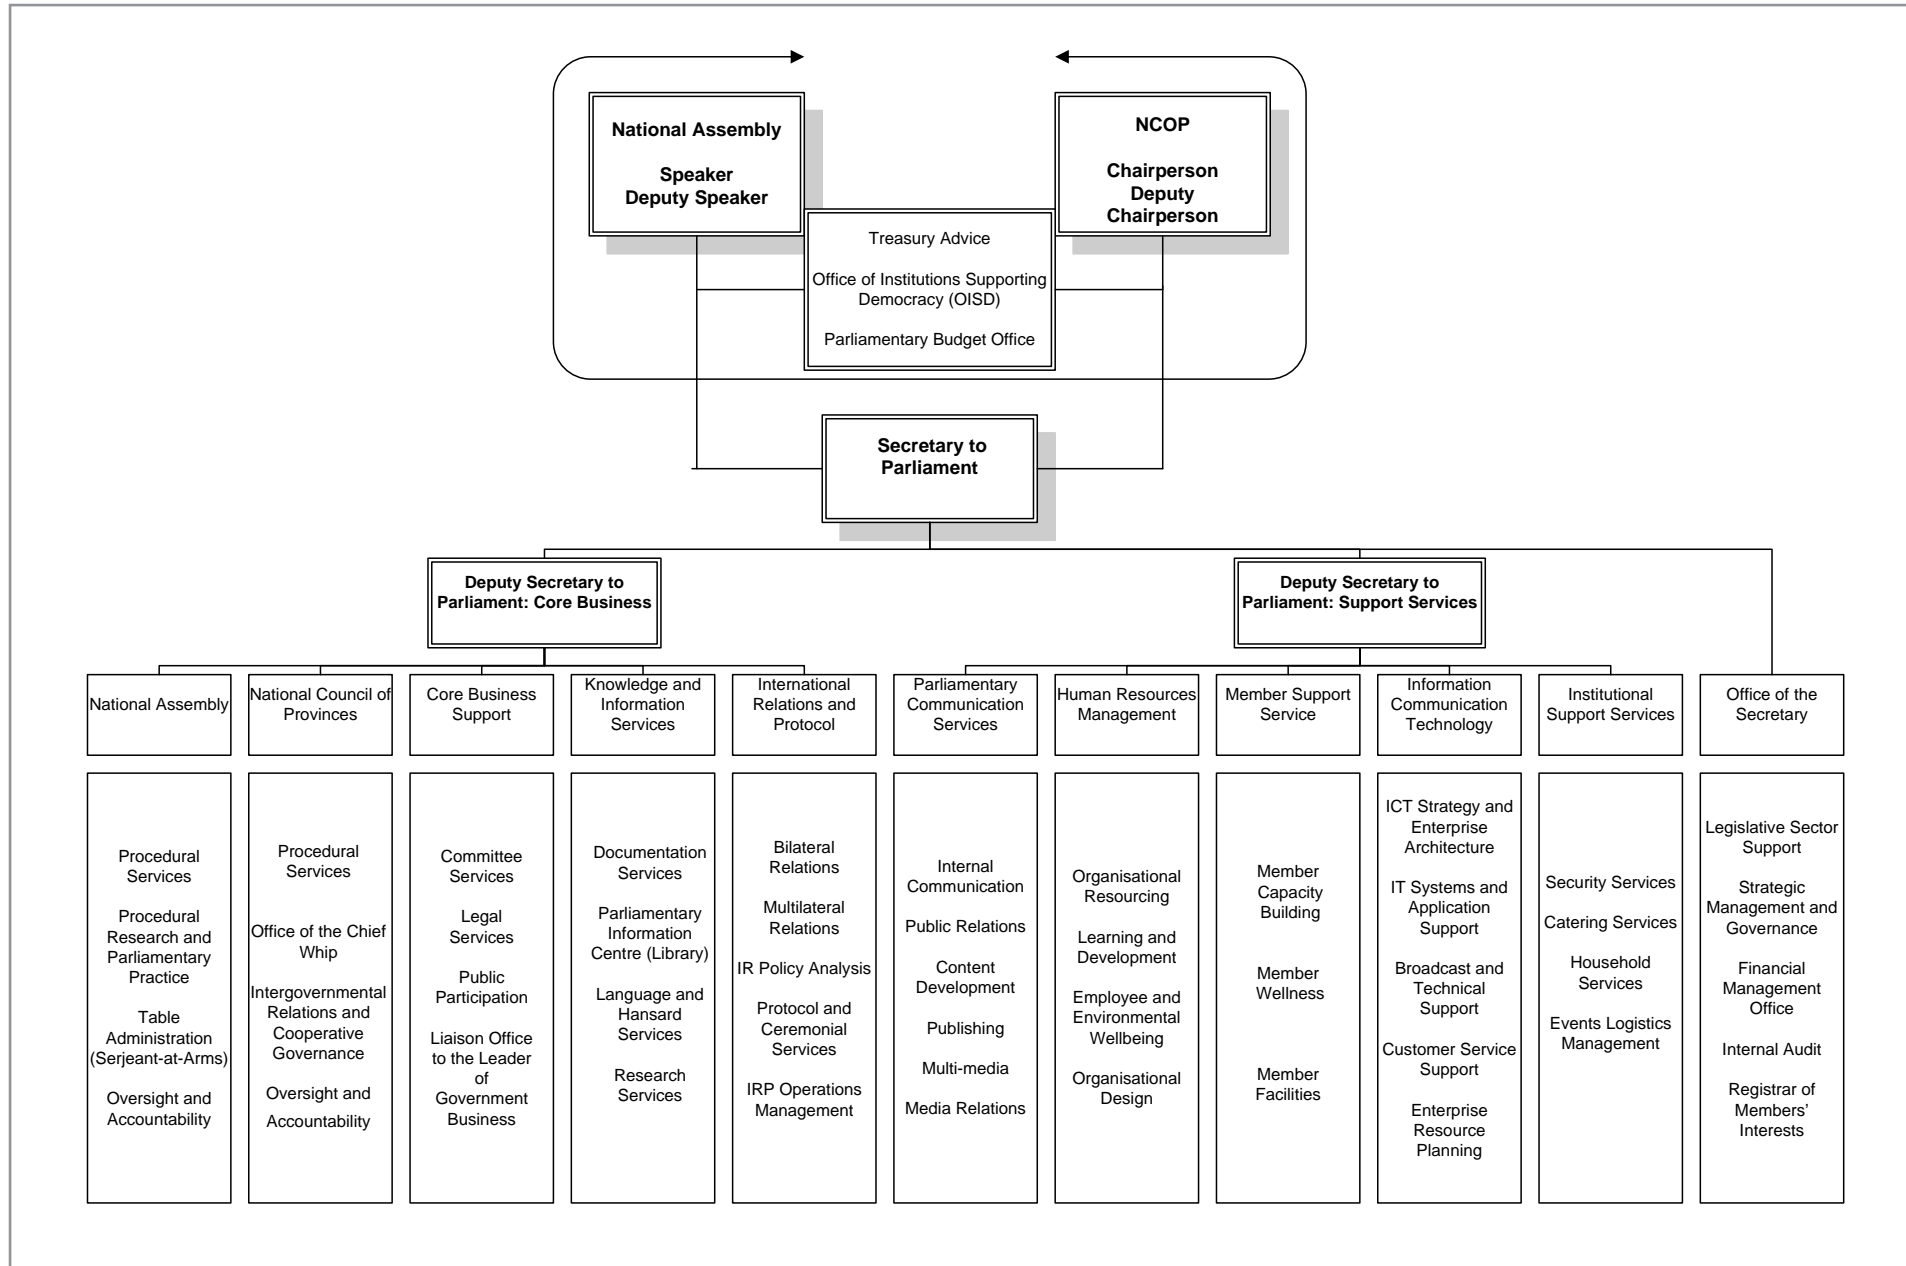 National Assembly
Speaker
Deputy Speaker
NCOP
Chairperson
Deputy
Chairperson
Treasury Advice
Office of Institutions Supporting
Democracy (OISD)
Parliamentary Budget Office
Secretary to
Parliament
Deputy Secretary to
Parliament: Core Business
Deputy Secretary to
Parliament: Support Services
National Assembly
National Council of
Provinces
Core Business
Support
Knowledge and
Information
Services
International
Relations and
Protocol
Parliamentary
Communication
Services
Human Resources
Management
Member Support
Service
Information
Communication
Technology
Institutional
Support Services
Office of the
Secretary
Procedural
Services
Procedural
Research and
Parliamentary
Practice
Table
Administration
(Serjeant-at-Arms)
Oversight and
Accountability
Procedural
Services
Office of the Chief
Whip
Intergovernmental
Relations and
Cooperative
Governance
Oversight and
Accountability
Committee
Services
Legal
Services
Public
Participation
Liaison Office
to the Leader
of
Government
Business
Documentation
Services
Parliamentary
Information
Centre (Library)
Language and
Hansard
Services
Research
Services
Bilateral
Relations
Multilateral
Relations
IR Policy Analysis
Protocol and
Ceremonial
Services
IRP Operations
Management
Internal
Communication
Public Relations
Content
Development
Publishing
Multi-media
Media Relations
Organisational
Resourcing
Learning and
Development
Employee and
Environmental
Wellbeing
Organisational
Design
Member
Capacity
Building
Member
Wellness
Member
Facilities
ICT Strategy and
Enterprise
Architecture
IT Systems and
Application
Support
Broadcast and
Technical
Support
Customer Service
Support
Enterprise
Resource
Planning
Security Services
Catering Services
Household
Services
Events Logistics
Management
Legislative Sector
Support
Strategic
Management and
Governance
Financial
Management
Office
Internal Audit
Registrar of
Members’
Interests